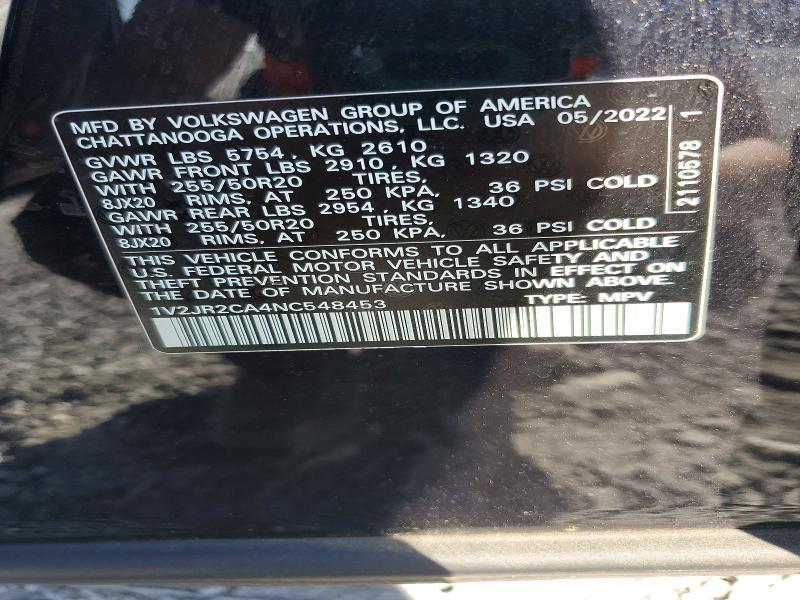 MFD BY VOLKSWAGEN GROUP OF AMERICA
CHATTANOOGA OPERATIONS, LLC. USA 05/2022
GVWR LBS 5754, KG 2610
GAWR FRONT LBS 2910, KG 1320
WITH 255/50R20 TIRES,
8JX20 RIMS, AT 250 KPA, 36 PSI COLD
GAWR REAR LBS 2954, KG 1340
WITH 255/50R20 TIRES,
8JX20 RIMS, AT 250 KPA, 36 PSI COLD
THIS VEHICLE CONFORMS TO ALL APPLICABLE
U.S. FEDERAL MOTOR VEHICLE SAFETY AND
THEFT PREVENTION STANDARDS IN EFFECT ON
THE DATE OF MANUFACTURE SHOWN ABOVE.
1V2JR2CA4NC548453 TYPE: MPV
2110578 1